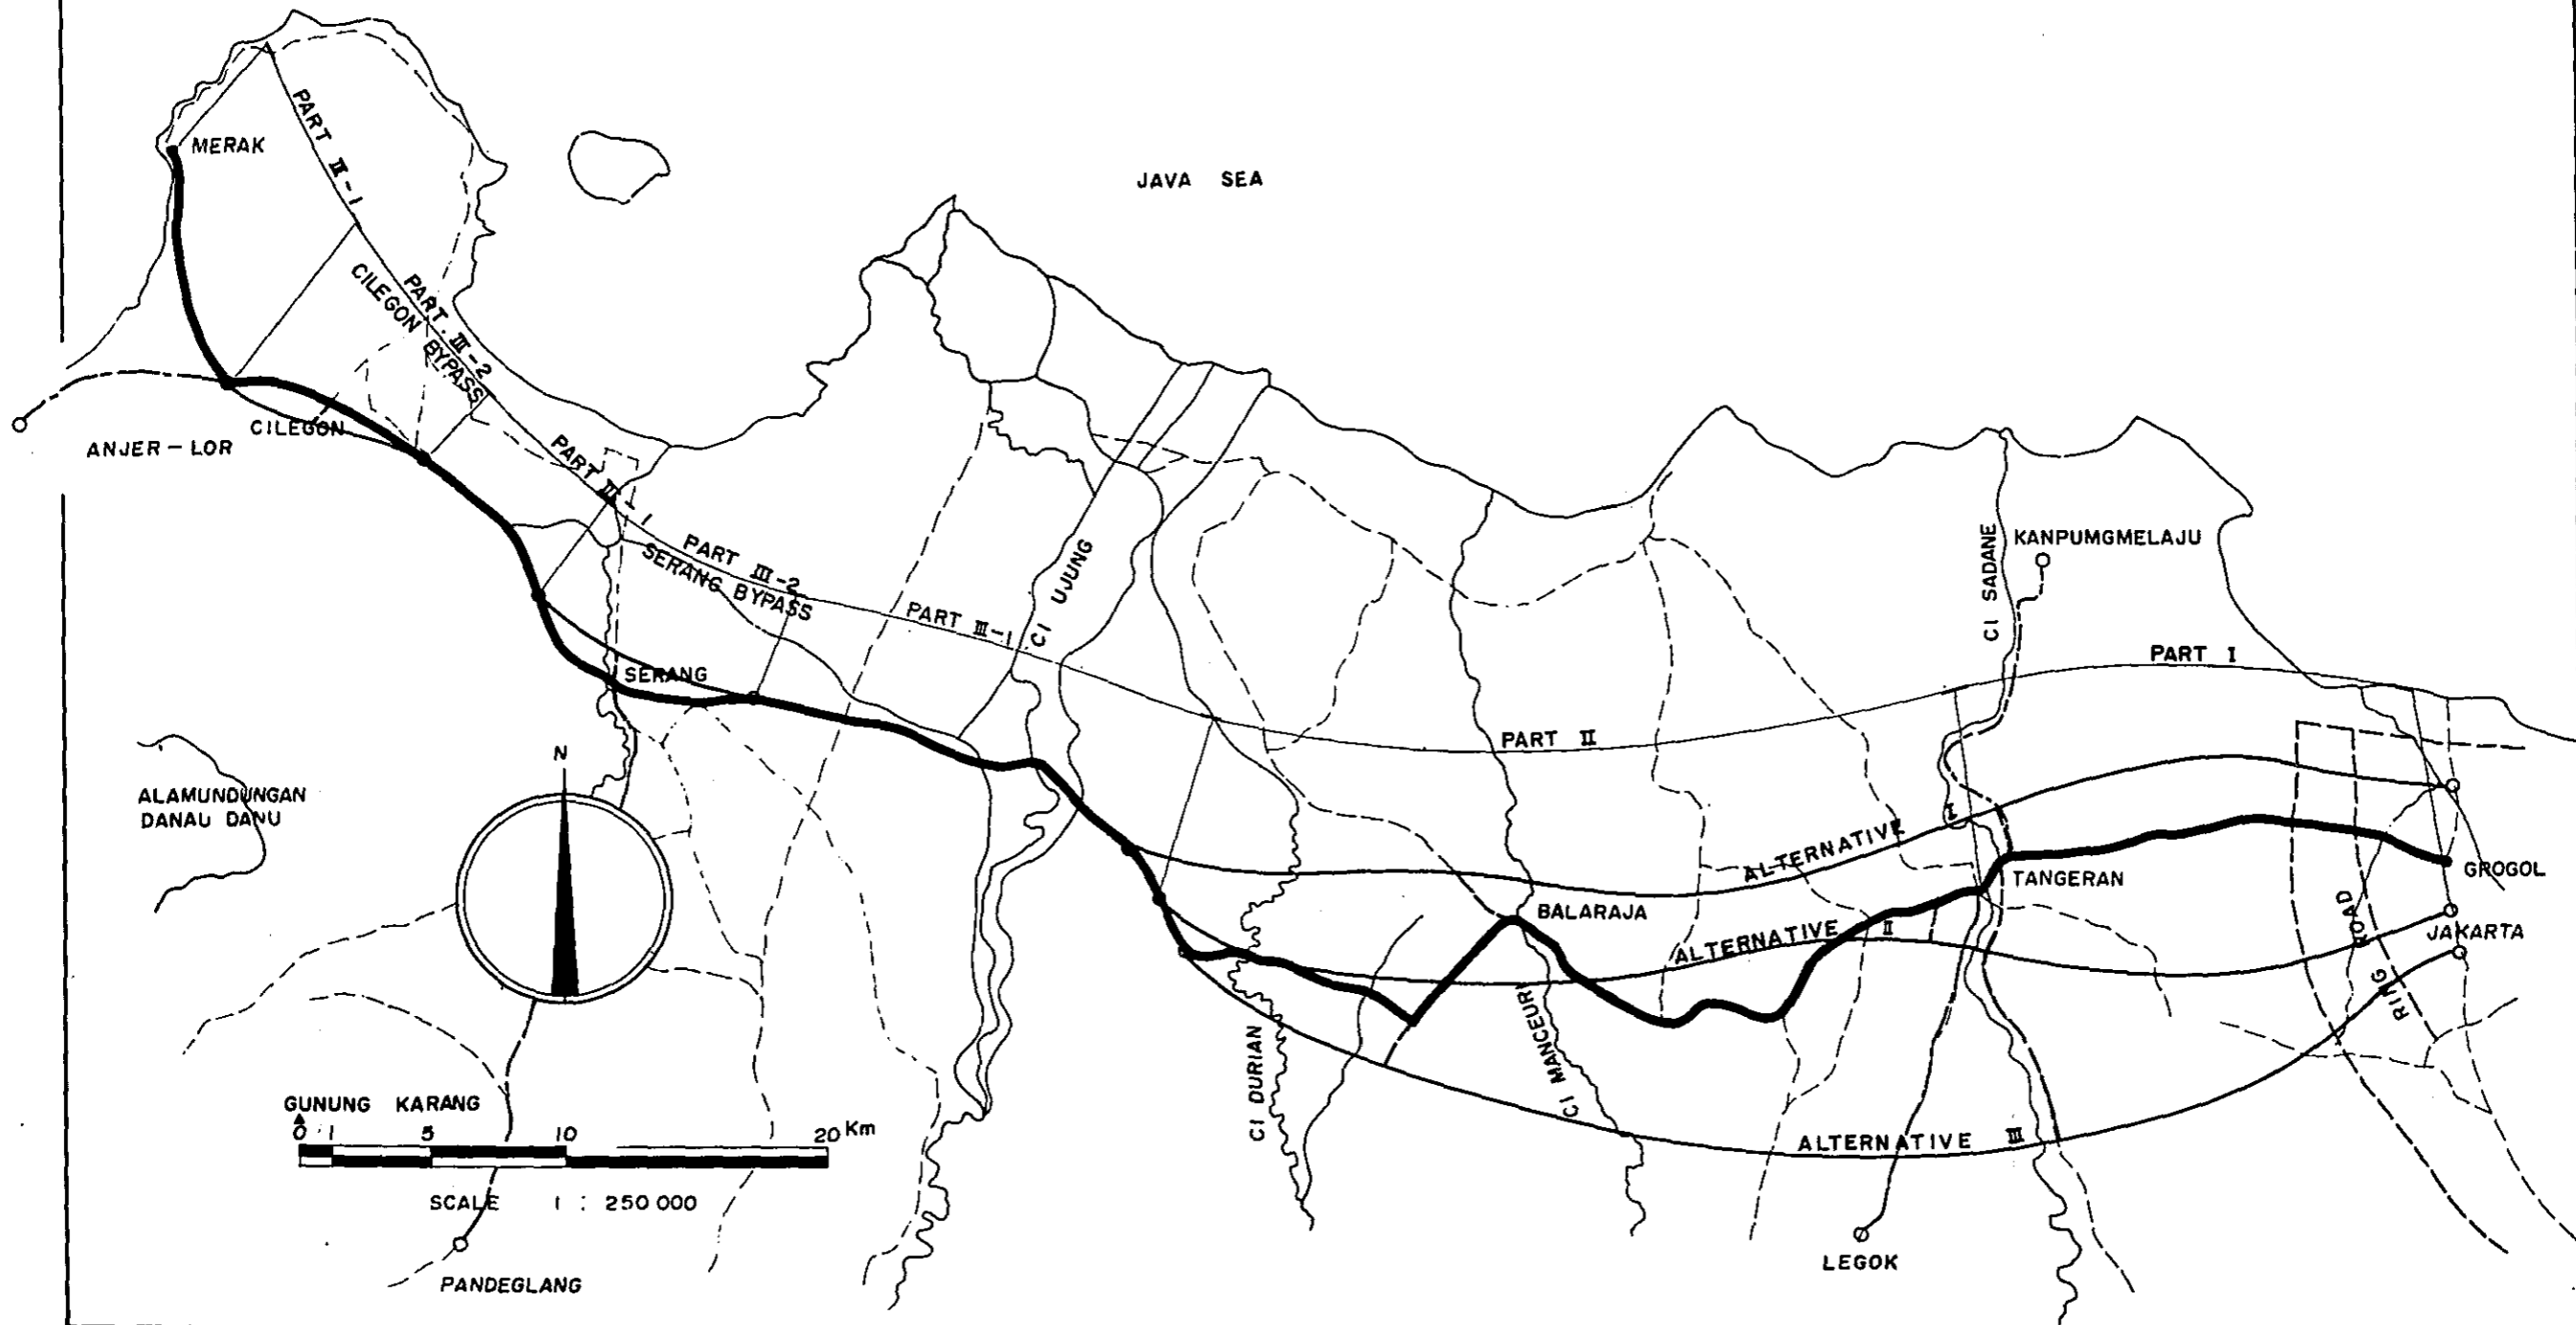 MERAK
PART II-1
JAVA SEA
PART. III-2
CILEGON BYPASS
CILEGON
ANJER-LOR
PART III-1
PART III-2
SERANG BYPASS
PART III-1
CI UJUNG
CI SADANE
KANPUMGMELAJU
PART I
SERANG
PART II
N
ALAMUNDUNGAN
DANAU DANU
ALTERNATIVE I
TANGERAN
GROGOL
BALARAJA
ALTERNATIVE II
JAKARTA
RING ROAD
CI DURIAN
CI MANCEURI
GUNUNG KARANG
0 1 5 10 20 Km
SCALE 1 : 250 000
ALTERNATIVE III
LEGOK
PANDEGLANG